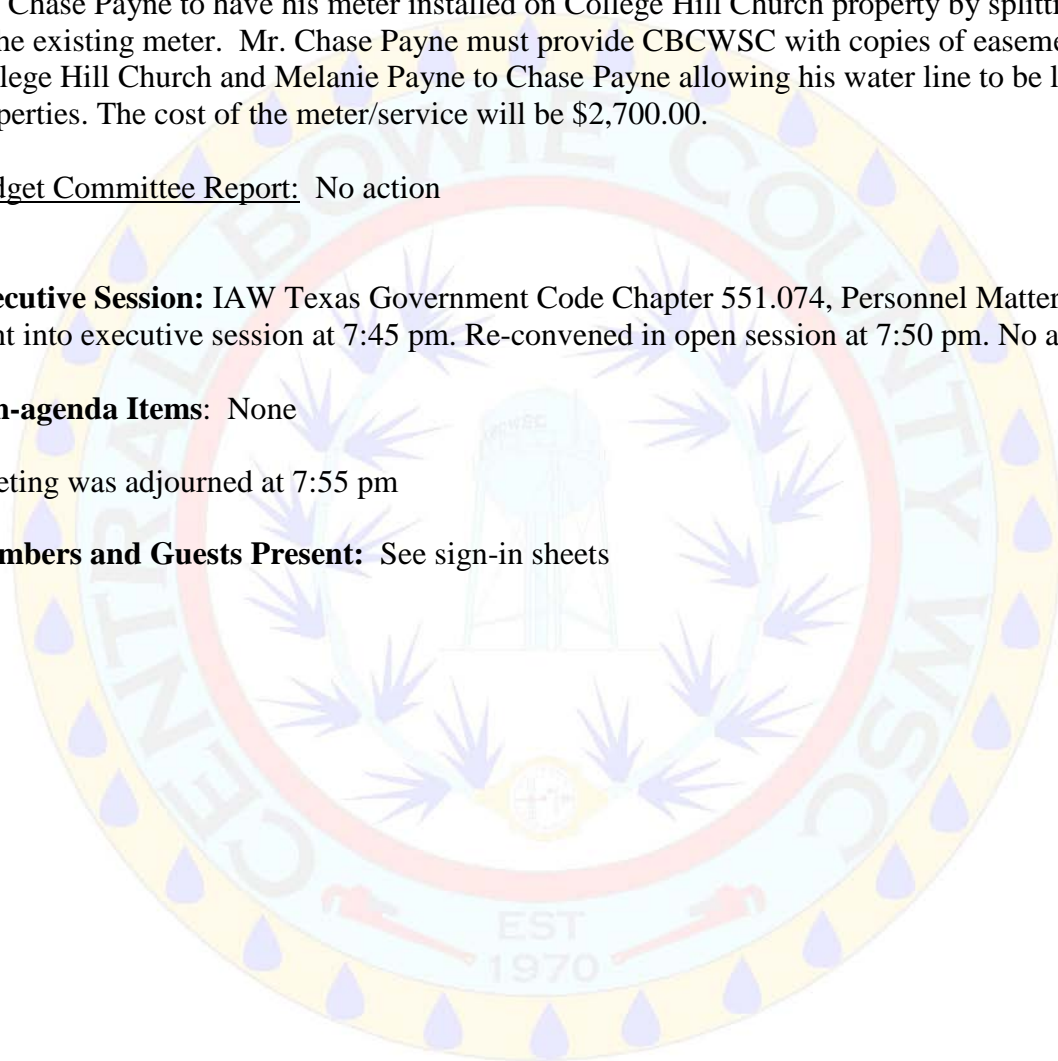 Chase Payne to have his meter installed on College Hill Church property by splitti
he existing meter. Mr. Chase Payne must provide CBCWSC with copies of easeme
lege Hill Church and Melanie Payne to Chase Payne allowing his water line to be l
perties. The cost of the meter/service will be $2,700.00.
dget Committee Report: No action
ecutive Session: IAW Texas Government Code Chapter 551.074, Personnel Matter
nt into executive session at 7:45 pm. Re-convened in open session at 7:50 pm. No a
n-agenda Items: None
eting was adjourned at 7:55 pm
mbers and Guests Present: See sign-in sheets
CENTRAL BOWIE COUNTY WSC
CBCWSC
EST
1970